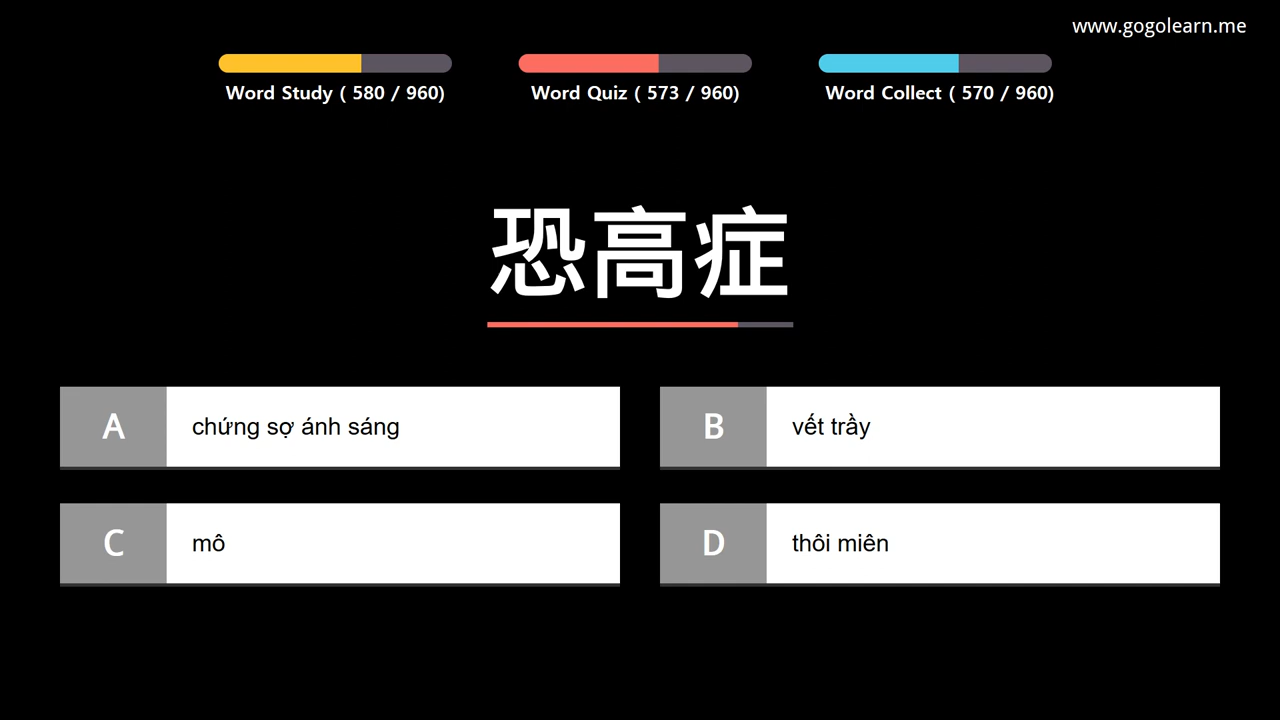 www.gogolearn.me
Word Study ( 580 / 960)
Word Quiz ( 573 / 960)
Word Collect ( 570 / 960)
恐高症
A
chứng sợ ánh sáng
B
vết trầy
C
mô
D
thôi miên